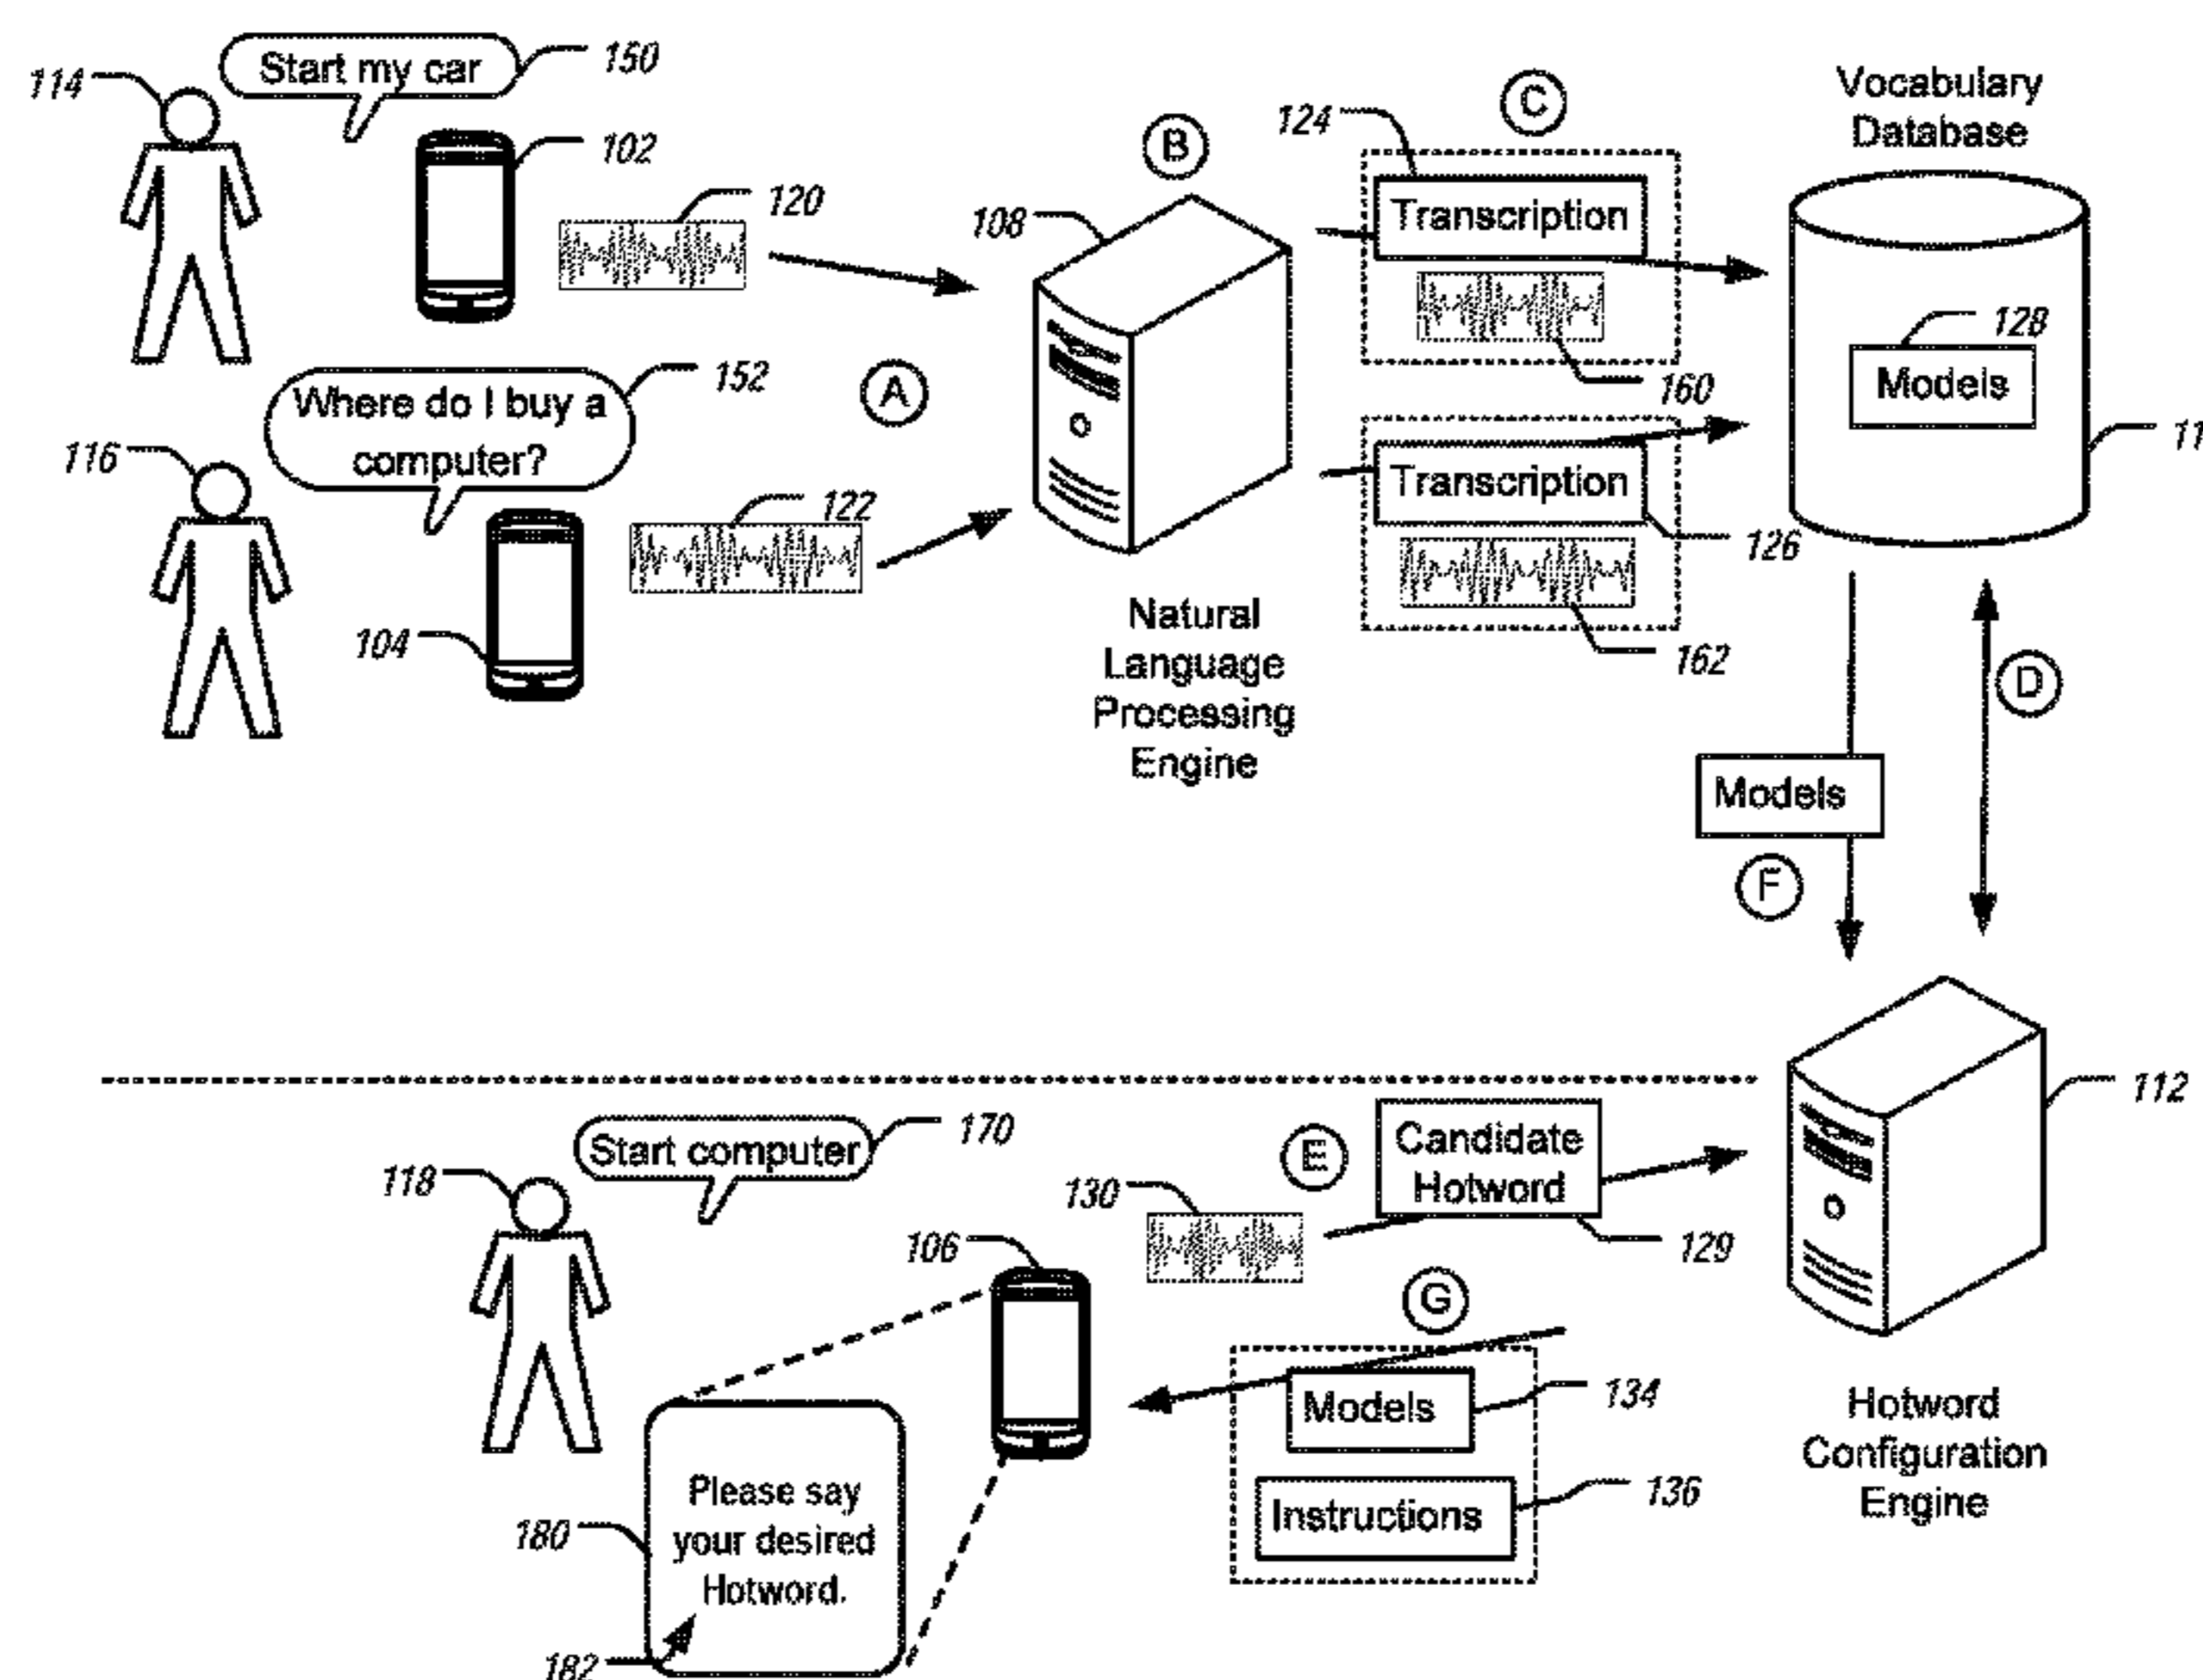 114
Start my car
150
102
120
116
Where do I buy a
computer?
152
104
122
A
B
108
Natural
Language
Processing
Engine
C
124
Transcription
160
Transcription
126
162
Vocabulary
Database
128
Models
11
D
Models
F
112
Hotword
Configuration
Engine
118
Start computer
170
106
130
E
Candidate
Hotword
129
G
Models
134
Instructions
136
180
Please say
your desired
Hotword.
182